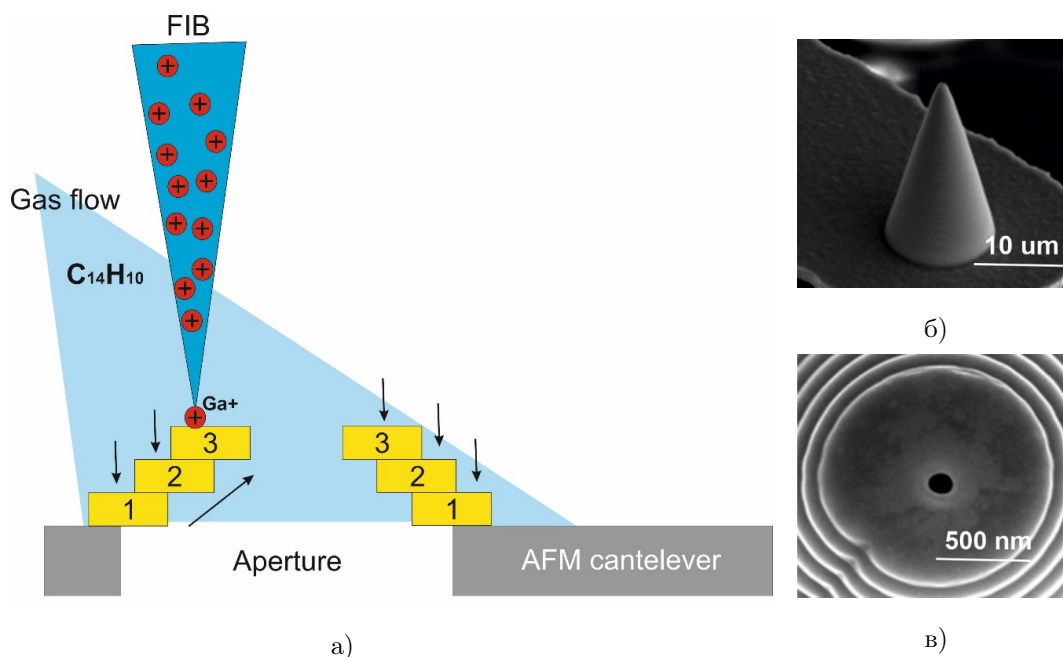 FIB
Gas flow
C14H10
Ga+
3
2
1
3
2
1
Aperture
AFM cantelever
а)
10 um
б)
500 nm
в)